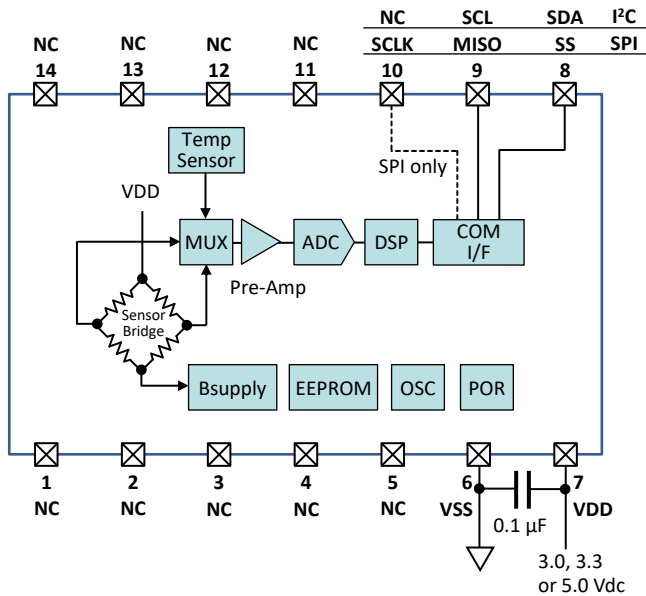 NC SCL SDA I²C
NC NC NC NC SCLK MISO SS SPI
14 13 12 11 10 9 8
Temp
Sensor
SPI only
VDD
MUX ADC DSP COM
I/F
Pre-Amp
Sensor
Bridge
Bsupply EEPROM OSC POR
1 2 3 4 5 6 7
NC NC NC NC NC VSS VDD
0.1 µF
3.0, 3.3
or 5.0 Vdc